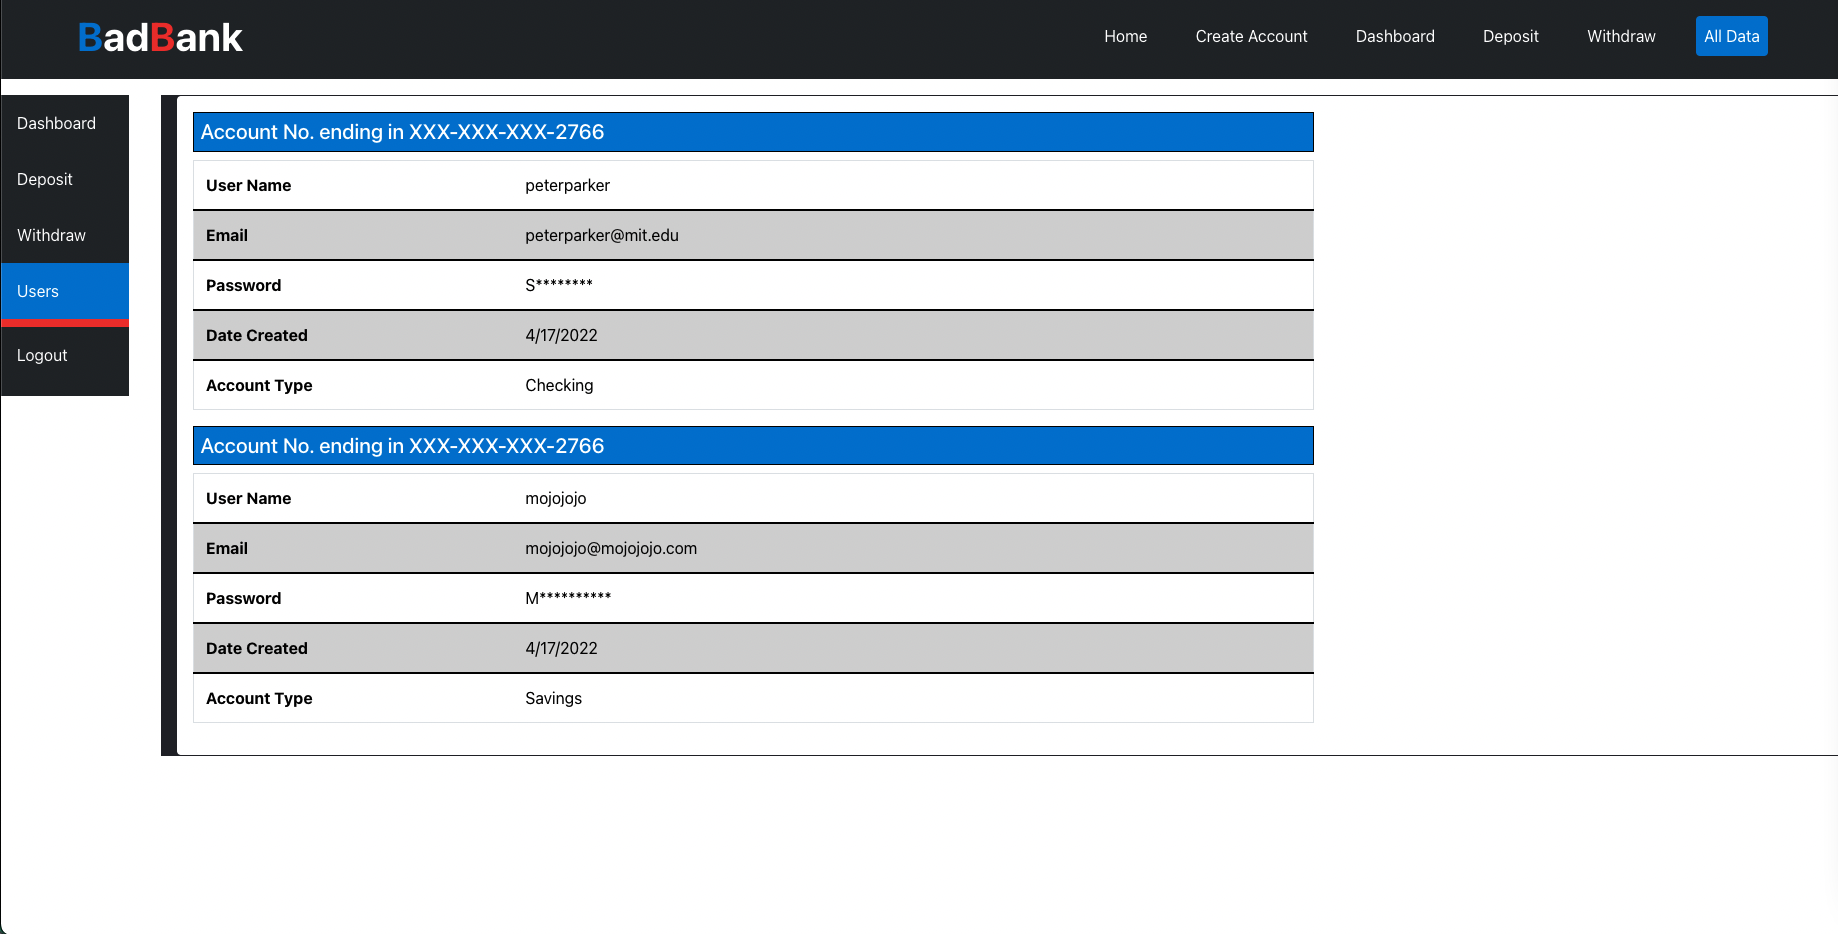 BadBank
Home Create Account Dashboard Deposit Withdraw All Data
Dashboard
Deposit
Withdraw
Users
Logout
Account No. ending in XXX-XXX-XXX-2766
User Name peterparker
Email peterparker@mit.edu
Password S********
Date Created 4/17/2022
Account Type Checking
Account No. ending in XXX-XXX-XXX-2766
User Name mojojojo
Email mojojojo@mojojojo.com
Password M**********
Date Created 4/17/2022
Account Type Savings